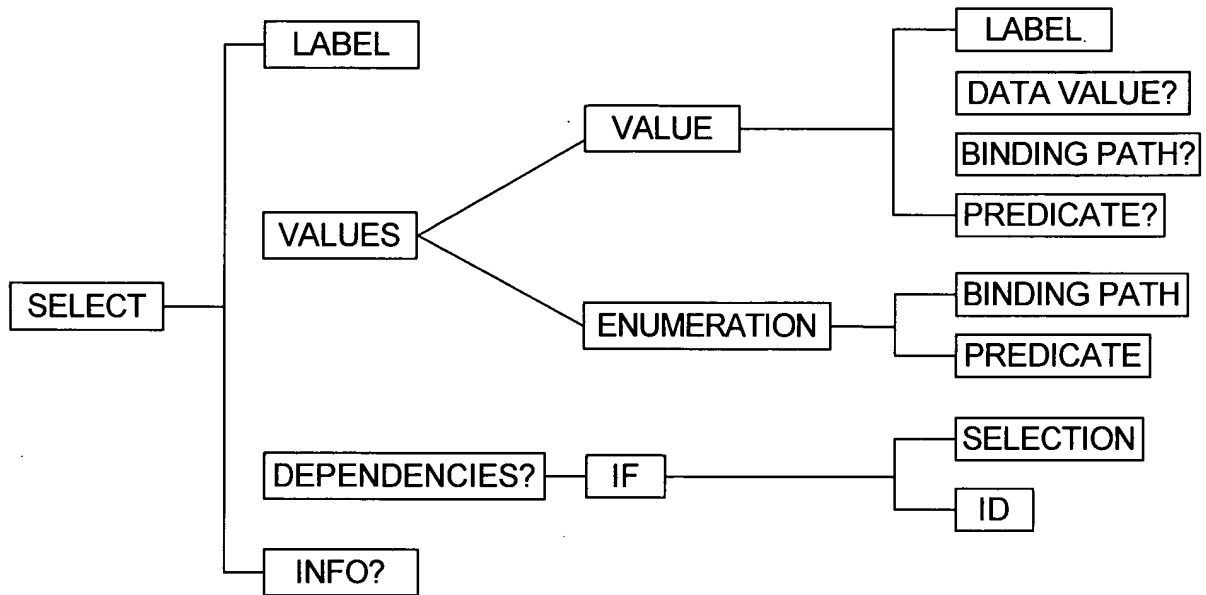 SELECT
LABEL
VALUES
VALUE
LABEL
DATA VALUE?
BINDING PATH?
PREDICATE?
ENUMERATION
BINDING PATH
PREDICATE
DEPENDENCIES?
IF
SELECTION
ID
INFO?